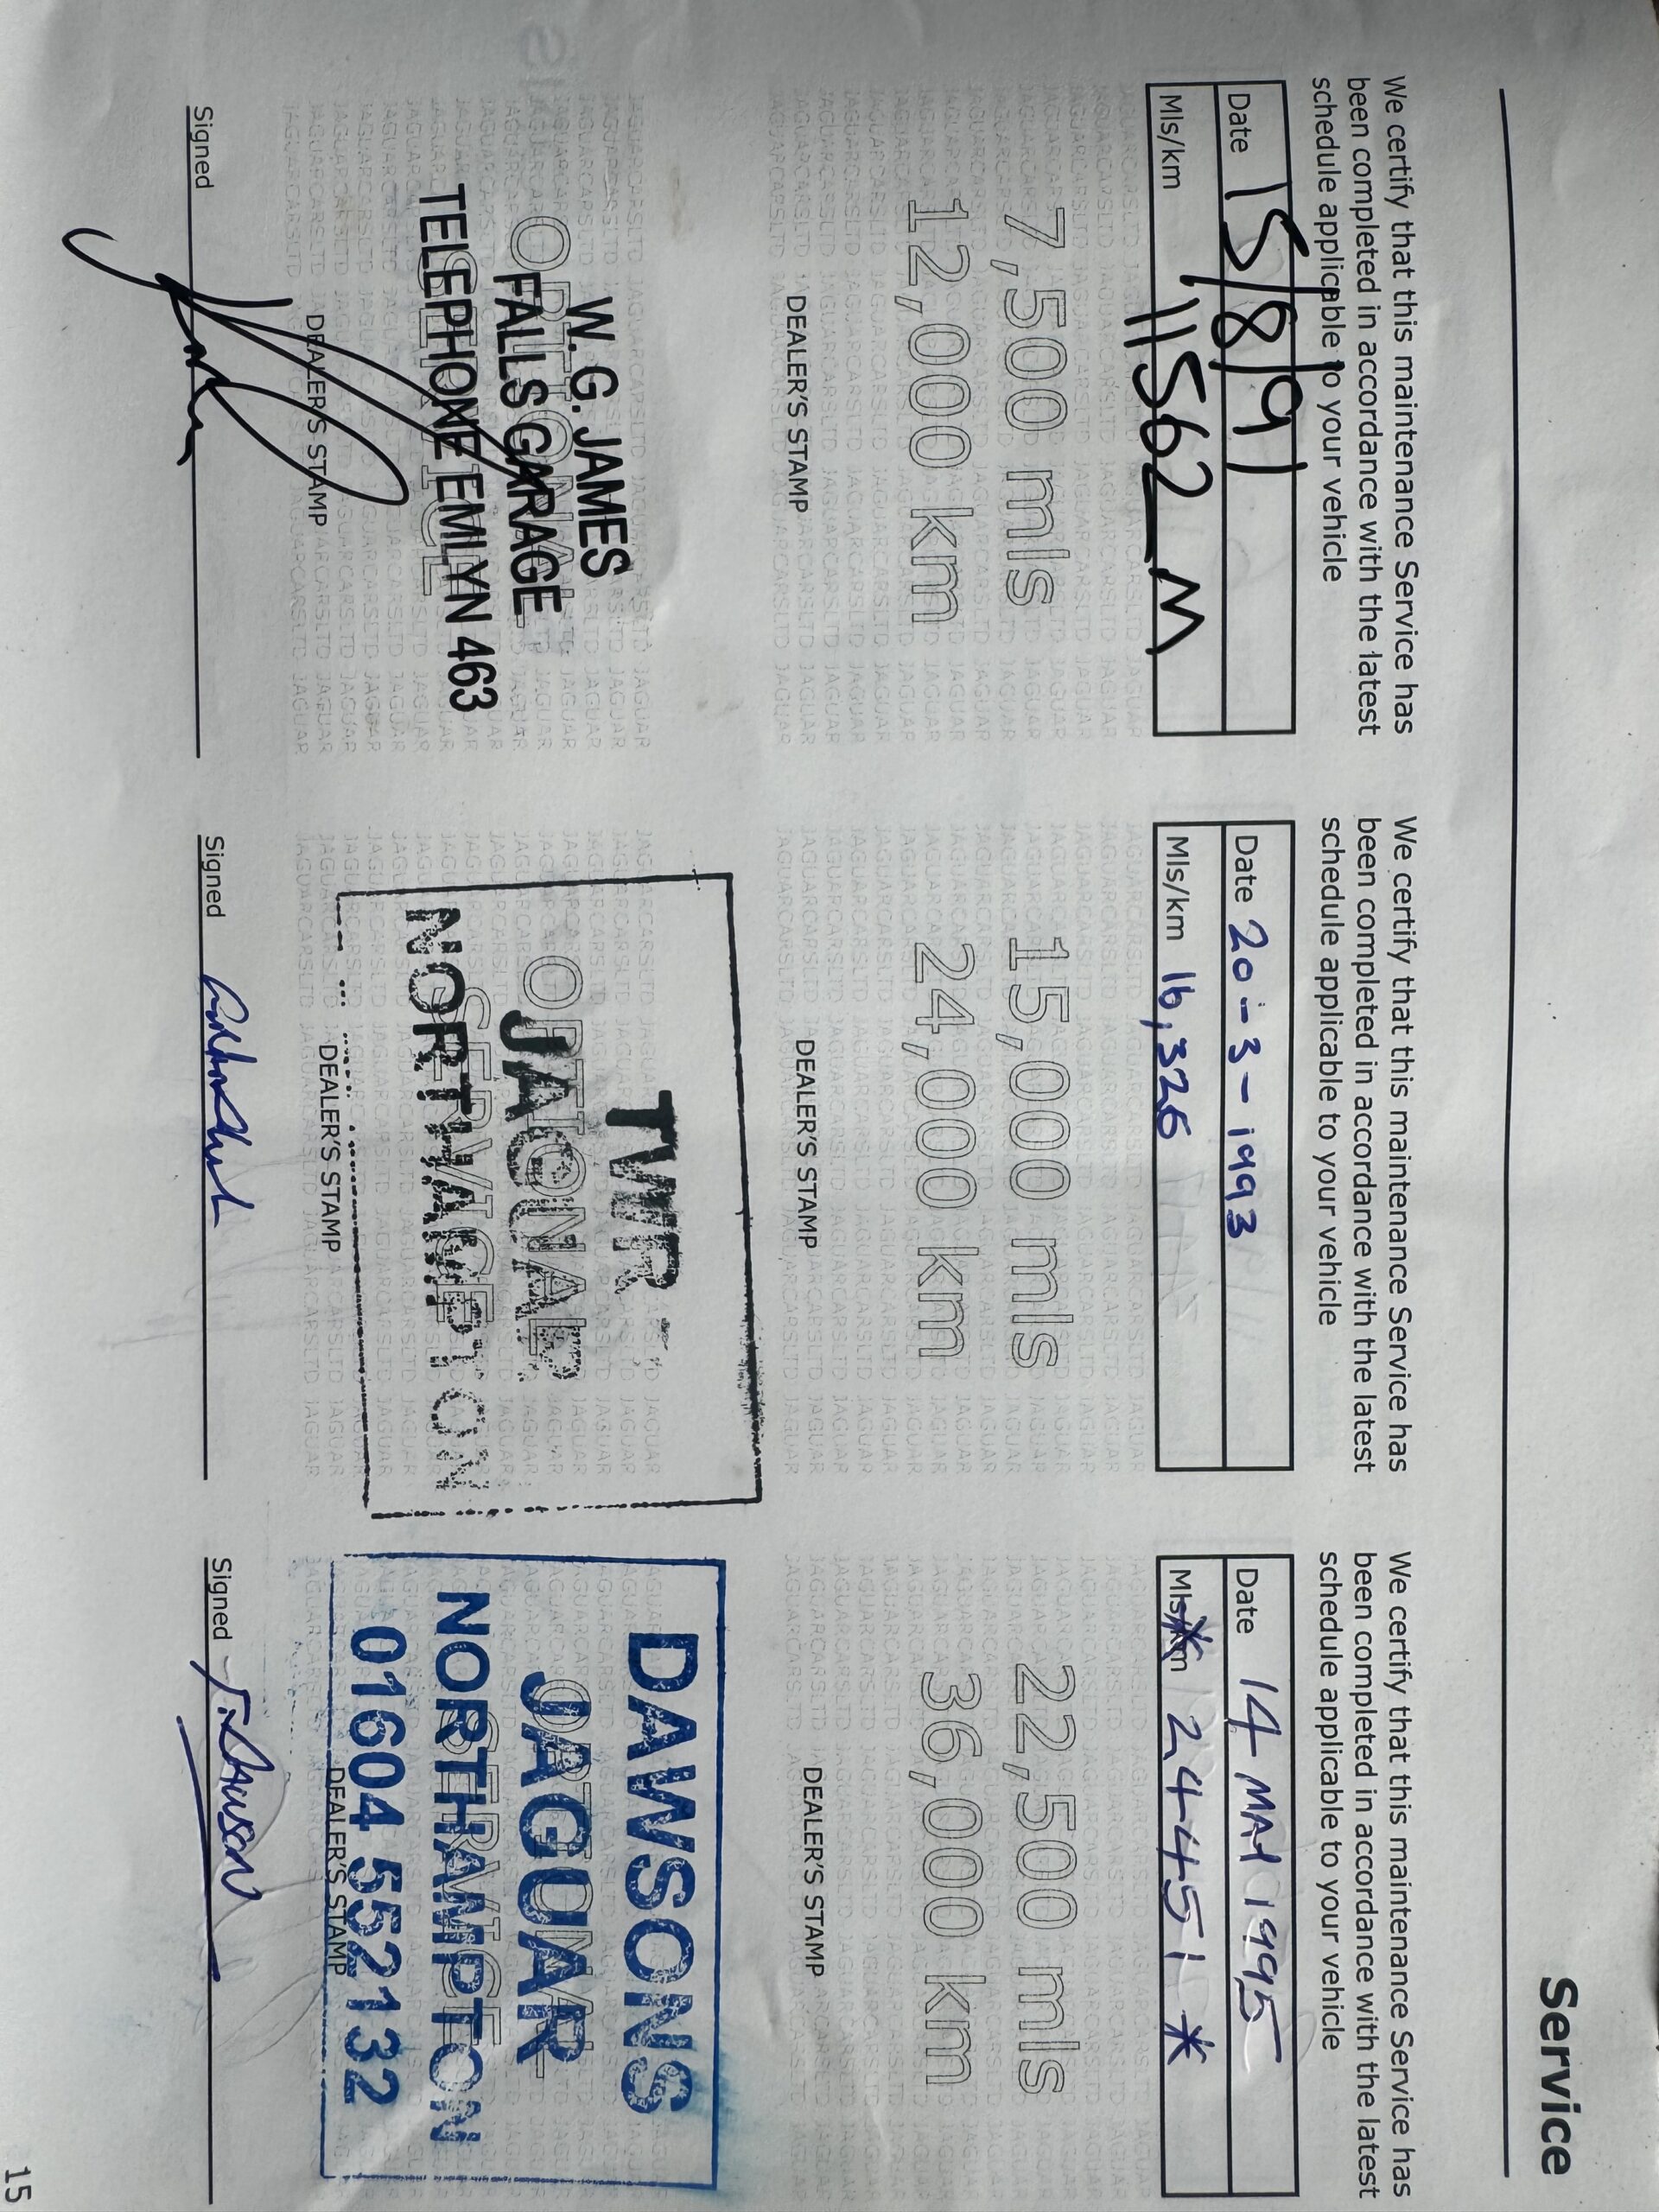 Service
We certify that this maintenance Service has
been completed in accordance with the latest
schedule applicable to your vehicle
Date 15/8/91
Mls/km 11562 M
7,500 mls
12,000 km
DEALER'S STAMP
OPTIONAL
W. G. JAMES
FALLS GARAGE
TELEPHONE EMLYN 463
DEALER'S STAMP
Signed
We certify that this maintenance Service has
been completed in accordance with the latest
schedule applicable to your vehicle
Date 20-3-1993
Mls/km 16,326
15,000 mls
24,000 km
DEALER'S STAMP
OPTIONAL
SERVICE
TWR
JAGUAR
NORTHAMPTON
DEALER'S STAMP
Signed
We certify that this maintenance Service has
been completed in accordance with the latest
schedule applicable to your vehicle
Date 14 MAY 1995
Mls/km 24451 *
22,500 mls
36,000 km
DEALER'S STAMP
OPTIONAL
SERVICE
DAWSONS
JAGUAR
NORTHAMPTON
01604 552132
DEALER'S STAMP
Signed T. Dawson
15